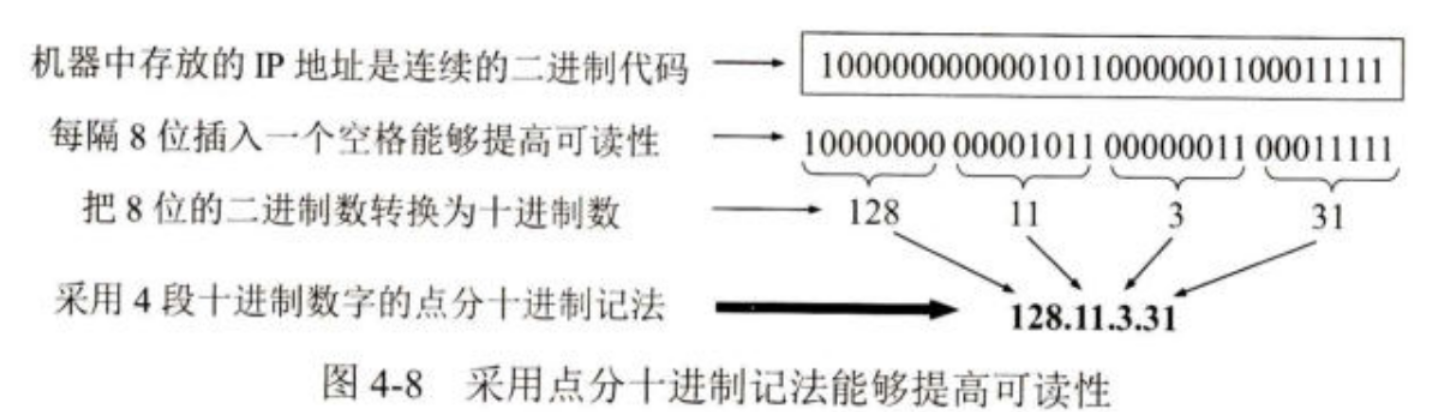 机器中存放的 IP 地址是连续的二进制代码
10000000000010110000001100011111
每隔 8 位插入一个空格能够提高可读性
10000000 00001011 00000011 00011111
把 8 位的二进制数转换为十进制数
128 11 3 31
采用 4 段十进制数字的点分十进制记法
128.11.3.31
图 4-8 采用点分十进制记法能够提高可读性